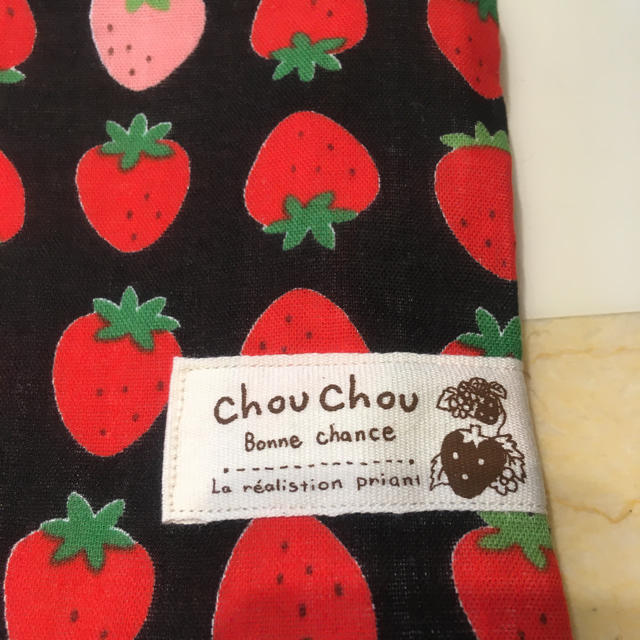 chou chou
Bonne chance
La réalistion priant